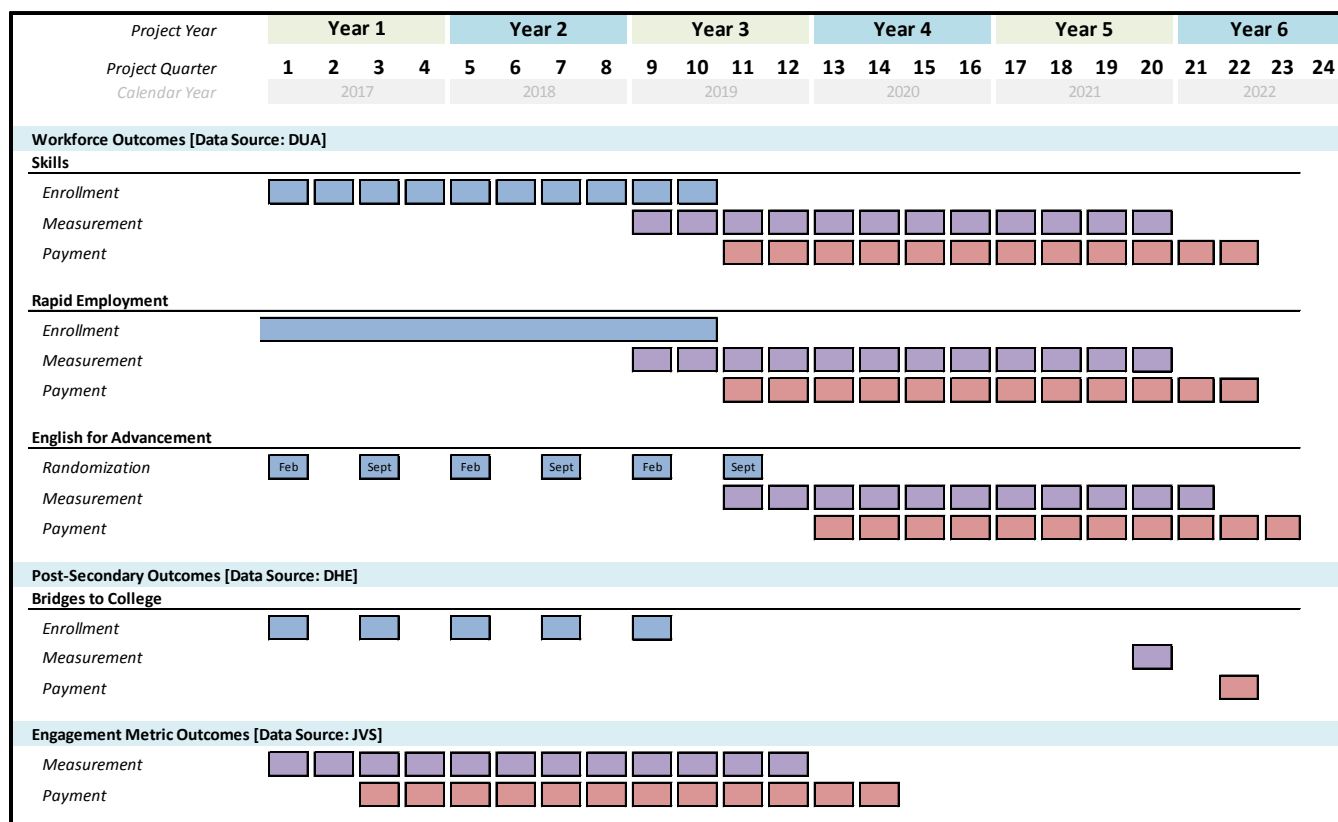 Project Year Year 1 Year 2 Year 3 Year 4 Year 5 Year 6
Project Quarter 1 2 3 4 5 6 7 8 9 10 11 12 13 14 15 16 17 18 19 20 21 22 23 24
Calendar Year 2017 2018 2019 2020 2021 2022
Workforce Outcomes [Data Source: DUA]
Skills
Enrollment
Measurement
Payment
Rapid Employment
Enrollment
Measurement
Payment
English for Advancement
Randomization Feb Sept Feb Sept Feb Sept
Measurement
Payment
Post-Secondary Outcomes [Data Source: DHE]
Bridges to College
Enrollment
Measurement
Payment
Engagement Metric Outcomes [Data Source: JVS]
Measurement
Payment